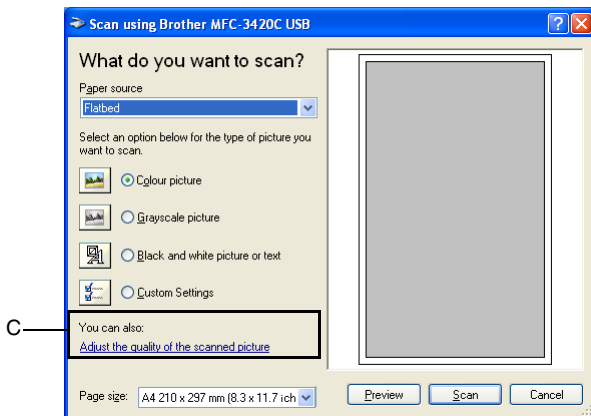 Scan using Brother MFC-3420C USB
What do you want to scan?
Paper source
Flatbed
Select an option below for the type of picture you
want to scan.
Colour picture
Grayscale picture
Black and white picture or text
Custom Settings
C
You can also:
Adjust the quality of the scanned picture
Page size: A4 210 x 297 mm (8.3 x 11.7 ich
Preview Scan Cancel